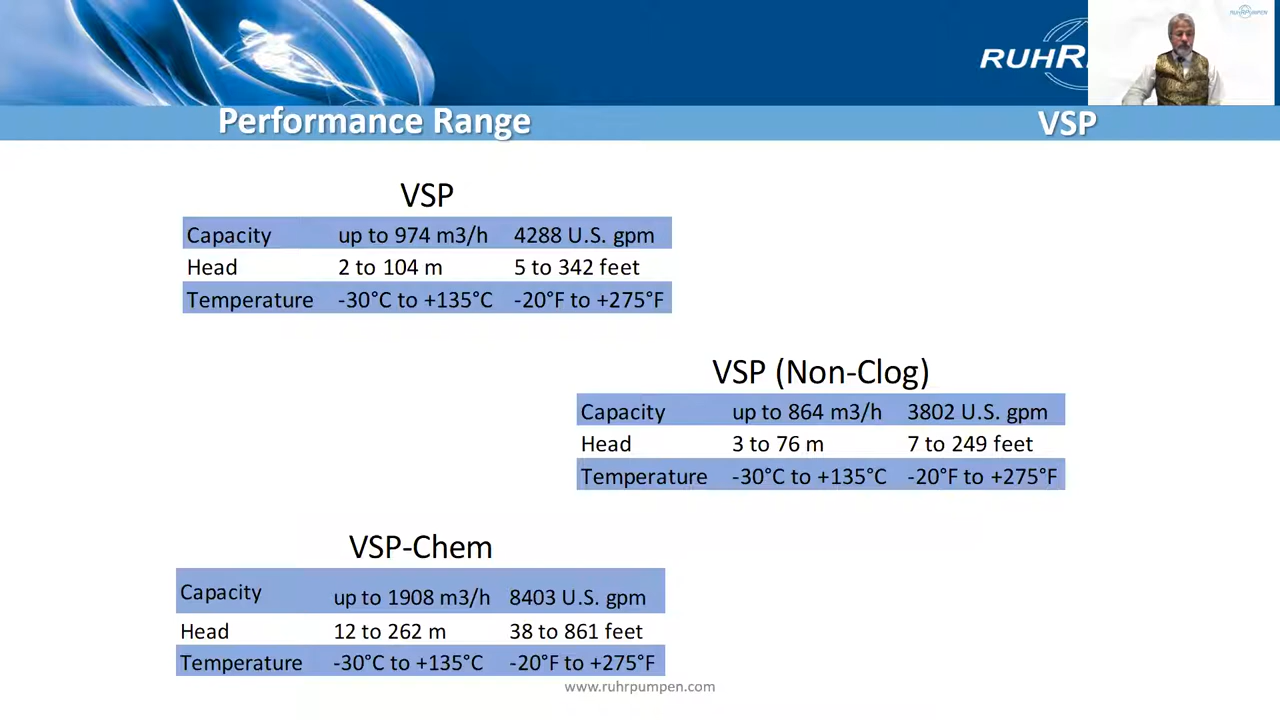 RUHR
RUHRPUMPEN
Performance Range
VSP
VSP
Capacity up to 974 m3/h 4288 U.S. gpm
Head 2 to 104 m 5 to 342 feet
Temperature -30°C to +135°C -20°F to +275°F
VSP (Non-Clog)
Capacity up to 864 m3/h 3802 U.S. gpm
Head 3 to 76 m 7 to 249 feet
Temperature -30°C to +135°C -20°F to +275°F
VSP-Chem
Capacity up to 1908 m3/h 8403 U.S. gpm
Head 12 to 262 m 38 to 861 feet
Temperature -30°C to +135°C -20°F to +275°F
www.ruhrpumpen.com